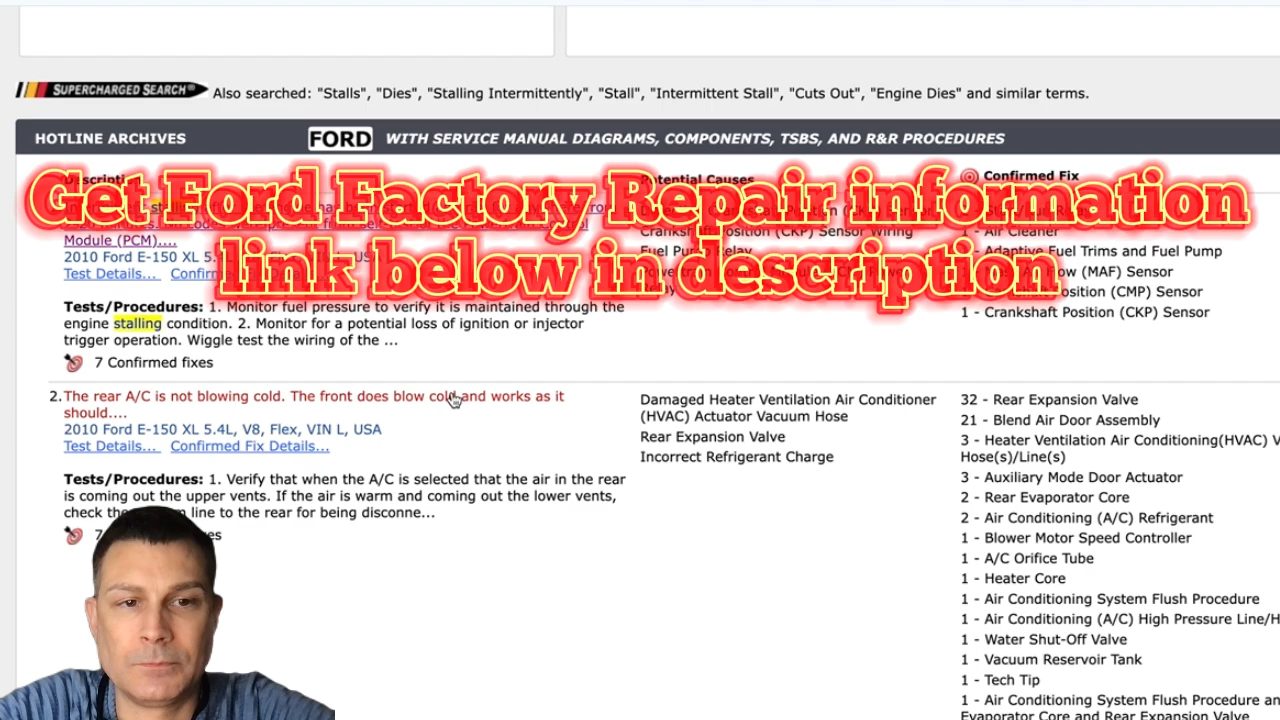 SUPERCHARGED SEARCH® Also searched: "Stalls", "Dies", "Stalling Intermittently", "Stall", "Intermittent Stall", "Cuts Out", "Engine Dies" and similar terms.
HOTLINE ARCHIVES FORD WITH SERVICE MANUAL DIAGRAMS, COMPONENTS, TSBS, AND R&R PROCEDURES
Description Potential Causes Confirmed Fix
Get Ford Factory Repair information
link below in description
Module (PCM)....
2010 Ford E-150 XL
Test Details...
Crankshaft Position (CKP) Sensor Wiring
Fuel Pump Relay
1 - Air Cleaner
Adaptive Fuel Trims and Fuel Pump
Flow (MAF) Sensor
Position (CMP) Sensor
1 - Crankshaft Position (CKP) Sensor
Tests/Procedures: 1. Monitor fuel pressure to verify it is maintained through the
engine stalling condition. 2. Monitor for a potential loss of ignition or injector
trigger operation. Wiggle test the wiring of the ...
7 Confirmed fixes
2. The rear A/C is not blowing cold. The front does blow cold and works as it
should....
2010 Ford E-150 XL 5.4L, V8, Flex, VIN L, USA
Test Details... Confirmed Fix Details...
Tests/Procedures: 1. Verify that when the A/C is selected that the air in the rear
is coming out the upper vents. If the air is warm and coming out the lower vents,
check the line to the rear for being disconne...
Damaged Heater Ventilation Air Conditioner
(HVAC) Actuator Vacuum Hose
Rear Expansion Valve
Incorrect Refrigerant Charge
32 - Rear Expansion Valve
21 - Blend Air Door Assembly
3 - Heater Ventilation Air Conditioning(HVAC) V
Hose(s)/Line(s)
3 - Auxiliary Mode Door Actuator
2 - Rear Evaporator Core
2 - Air Conditioning (A/C) Refrigerant
1 - Blower Motor Speed Controller
1 - A/C Orifice Tube
1 - Heater Core
1 - Air Conditioning System Flush Procedure
1 - Air Conditioning (A/C) High Pressure Line/H
1 - Water Shut-Off Valve
1 - Vacuum Reservoir Tank
1 - Tech Tip
1 - Air Conditioning System Flush Procedure an
Evaporator Core and Rear Expansion Valve